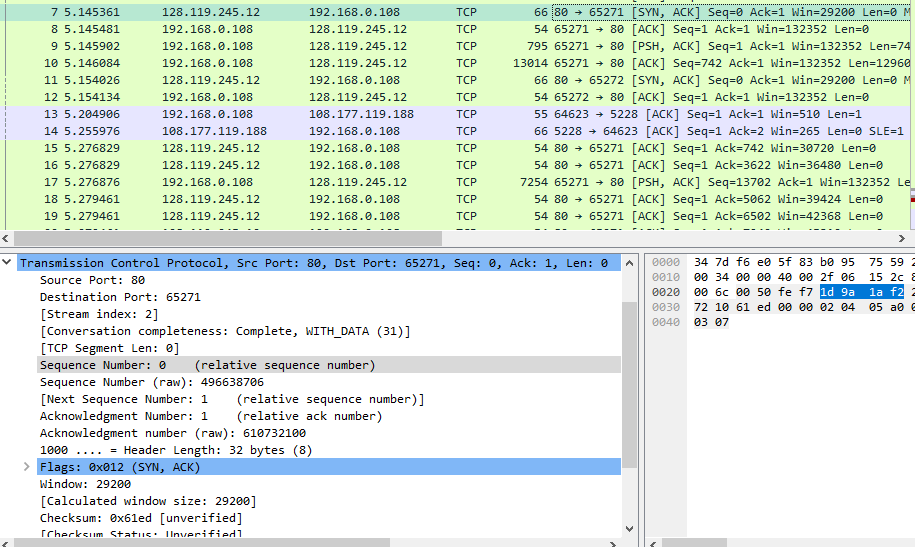 7 5.145361 128.119.245.12 192.168.0.108 TCP 66 80 → 65271 [SYN, ACK] Seq=0 Ack=1 Win=29200 Len=0 M
8 5.145481 192.168.0.108 128.119.245.12 TCP 54 65271 → 80 [ACK] Seq=1 Ack=1 Win=132352 Len=0
9 5.145902 192.168.0.108 128.119.245.12 TCP 795 65271 → 80 [PSH, ACK] Seq=1 Ack=1 Win=132352 Len=74
10 5.146084 192.168.0.108 128.119.245.12 TCP 13014 65271 → 80 [ACK] Seq=742 Ack=1 Win=132352 Len=12960
11 5.154026 128.119.245.12 192.168.0.108 TCP 66 80 → 65272 [SYN, ACK] Seq=0 Ack=1 Win=29200 Len=0 M
12 5.154134 192.168.0.108 128.119.245.12 TCP 54 65272 → 80 [ACK] Seq=1 Ack=1 Win=132352 Len=0
13 5.204906 192.168.0.108 108.177.119.188 TCP 55 64623 → 5228 [ACK] Seq=1 Ack=1 Win=510 Len=1
14 5.255976 108.177.119.188 192.168.0.108 TCP 66 5228 → 64623 [ACK] Seq=1 Ack=2 Win=265 Len=0 SLE=1
15 5.276829 128.119.245.12 192.168.0.108 TCP 54 80 → 65271 [ACK] Seq=1 Ack=742 Win=30720 Len=0
16 5.276829 128.119.245.12 192.168.0.108 TCP 54 80 → 65271 [ACK] Seq=1 Ack=3622 Win=36480 Len=0
17 5.276876 192.168.0.108 128.119.245.12 TCP 7254 65271 → 80 [PSH, ACK] Seq=13702 Ack=1 Win=132352 Le
18 5.279461 128.119.245.12 192.168.0.108 TCP 54 80 → 65271 [ACK] Seq=1 Ack=5062 Win=39424 Len=0
19 5.279461 128.119.245.12 192.168.0.108 TCP 54 80 → 65271 [ACK] Seq=1 Ack=6502 Win=42368 Len=0
Transmission Control Protocol, Src Port: 80, Dst Port: 65271, Seq: 0, Ack: 1, Len: 0
Source Port: 80
Destination Port: 65271
[Stream index: 2]
[Conversation completeness: Complete, WITH_DATA (31)]
[TCP Segment Len: 0]
Sequence Number: 0 (relative sequence number)
Sequence Number (raw): 496638706
[Next Sequence Number: 1 (relative sequence number)]
Acknowledgment Number: 1 (relative ack number)
Acknowledgment number (raw): 610732100
1000 .... = Header Length: 32 bytes (8)
Flags: 0x012 (SYN, ACK)
Window: 29200
[Calculated window size: 29200]
Checksum: 0x61ed [unverified]
[Checksum Status: Unverified]
0000 34 7d f6 e0 5f 83 b0 95 75 59 2
0010 00 34 00 00 40 00 2f 06 15 2c 8
0020 00 6c 00 50 fe f7 1d 9a 1a f2 2
0030 72 10 61 ed 00 00 02 04 05 a0 0
0040 03 07